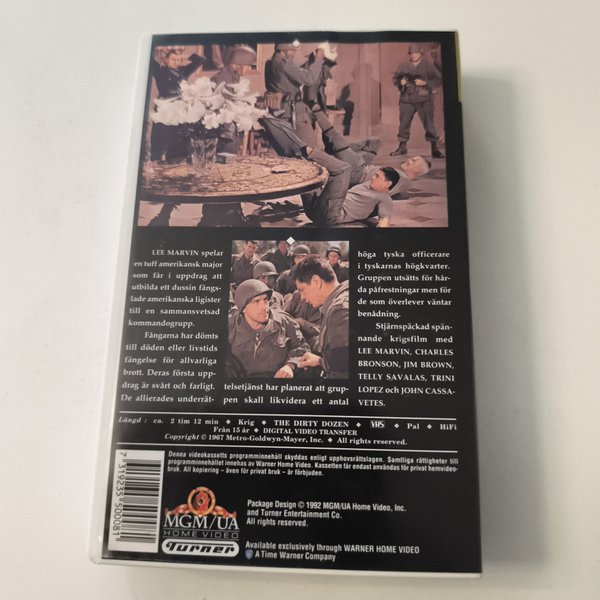 LEE MARVIN spelar
en tuff amerikansk major
som får i uppdrag att
utbilda ett dussin fängs-
lade amerikanska ligister
till en sammansvetsad
kommandogrupp.
Fångarna har dömts
till döden eller livstids
fängelse för allvarliga
brott. Deras första upp-
drag är svårt och farligt.
De allierades underrät-
telsetjänst har planerat att grup-
pen skall likvidera ett antal
höga tyska officerare
i tyskarnas högkvarter.
Gruppen utsätts för hår-
da påfrestningar men för
de som överlever väntar
benådning.
Stjärnspäckad spän-
nande krigsfilm med
LEE MARVIN, CHARLES
BRONSON, JIM BROWN,
TELLY SAVALAS, TRINI
LOPEZ och JOHN CASSA-
VETES.
Längd: ca. 2 tim 12 min ◆ Krig ◆ THE DIRTY DOZEN ◆ VHS ◆ Pal ◆ HiFi
Från 15 år ◆ DIGITAL VIDEO TRANSFER
Copyright © 1967 Metro-Goldwyn-Mayer, Inc. ◆ All rights reserved.
Denna videokassetts programinnehåll skyddas enligt upphovsrättslagen. Samtliga rättigheter till
programinnehållet innehas av Warner Home Video. Kassetten får endast användas för privat hemvideo-
bruk. All kopiering – även för privat bruk – är förbjuden.
7 319235 500081
MGM/UA
HOME VIDEO
Turner
Package Design © 1992 MGM/UA Home Video, Inc.
and Turner Entertainment Co.
All rights reserved.
Available exclusively through WARNER HOME VIDEO
A Time Warner Company